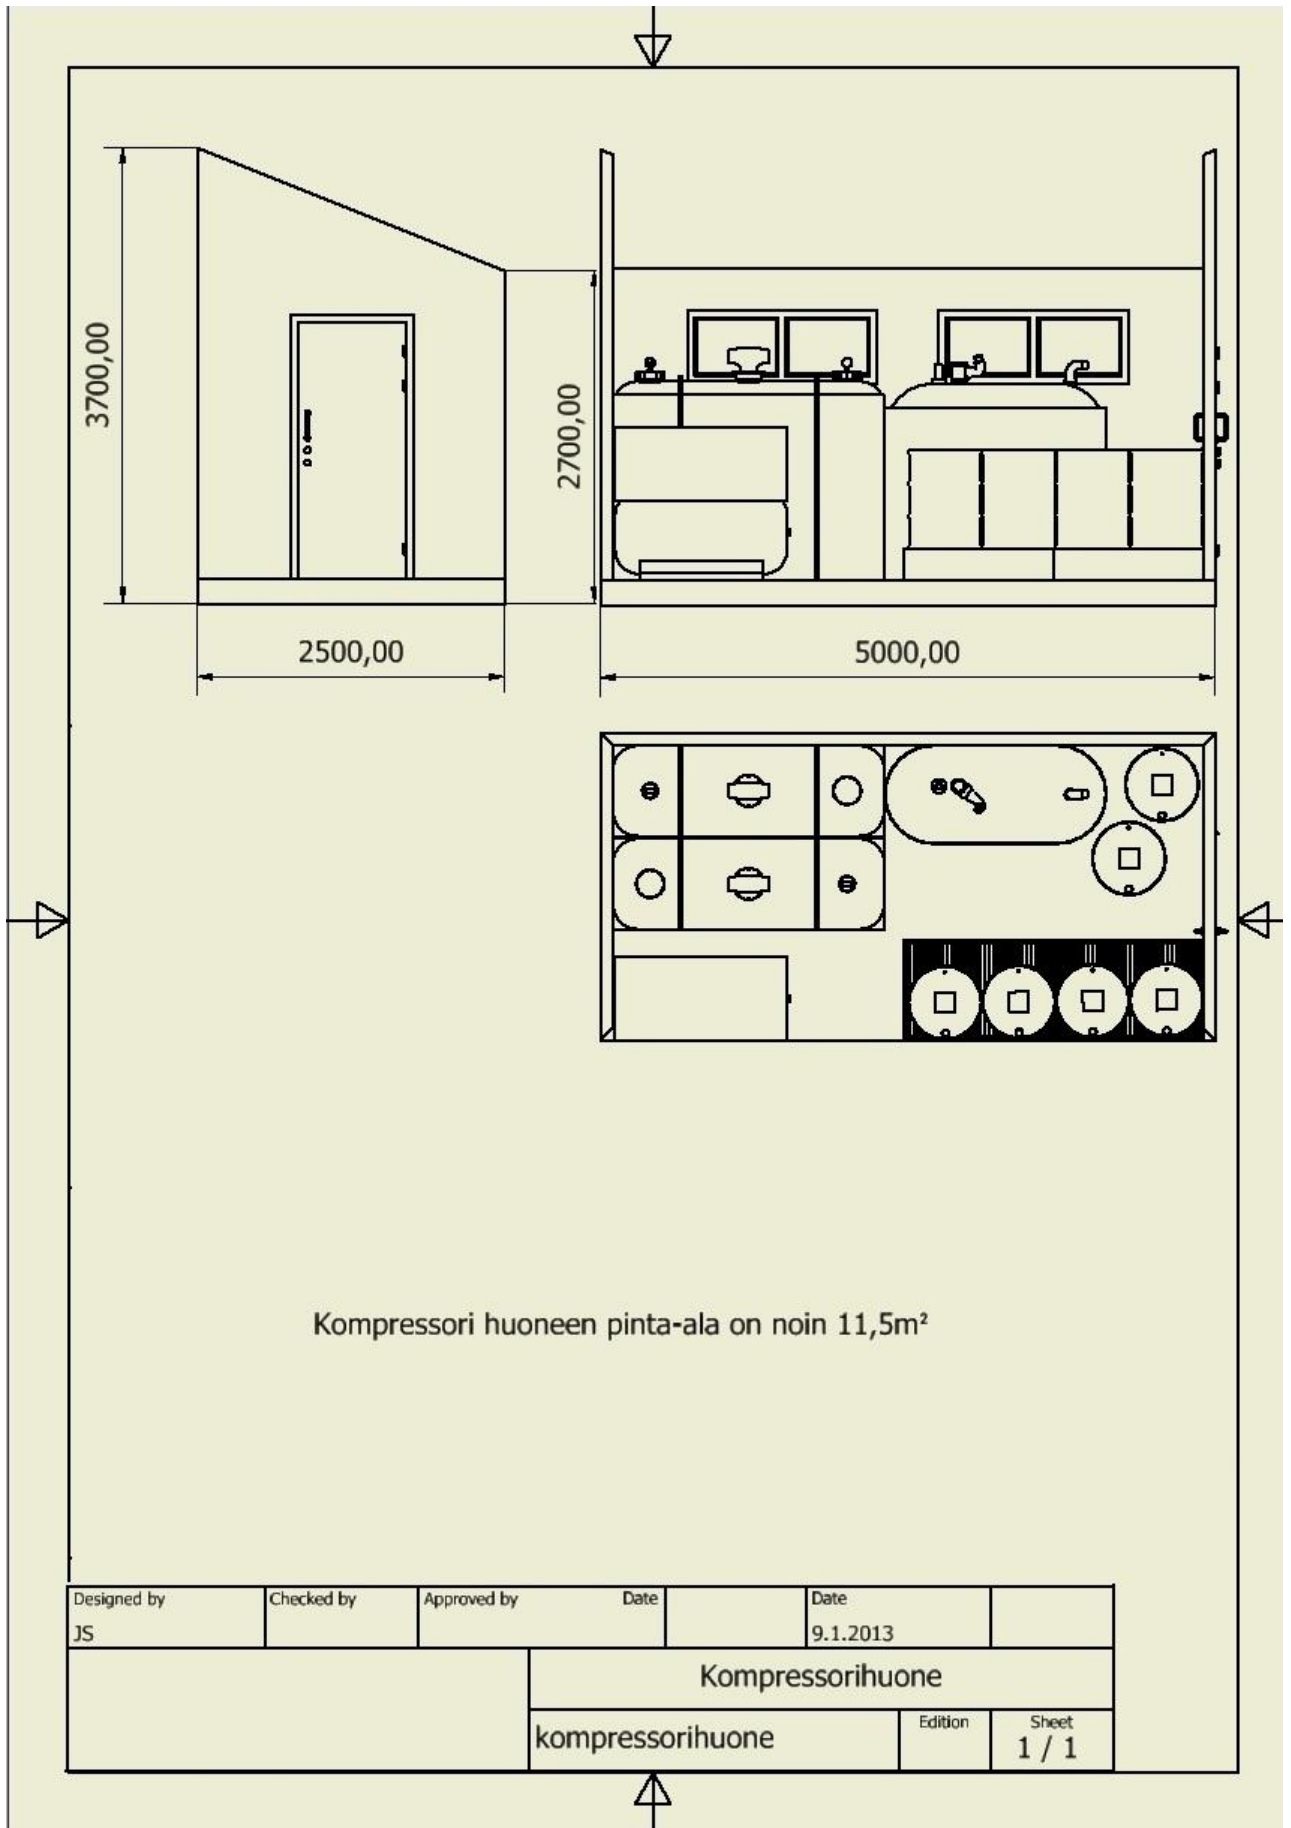 3700,00
2700,00
2500,00
5000,00
Kompressori huoneen pinta-ala on noin 11,5m²
Designed by
JS
Checked by
Approved by
Date
Date
9.1.2013
Kompressorihuone
kompressorihuone
Edition
Sheet
1 / 1